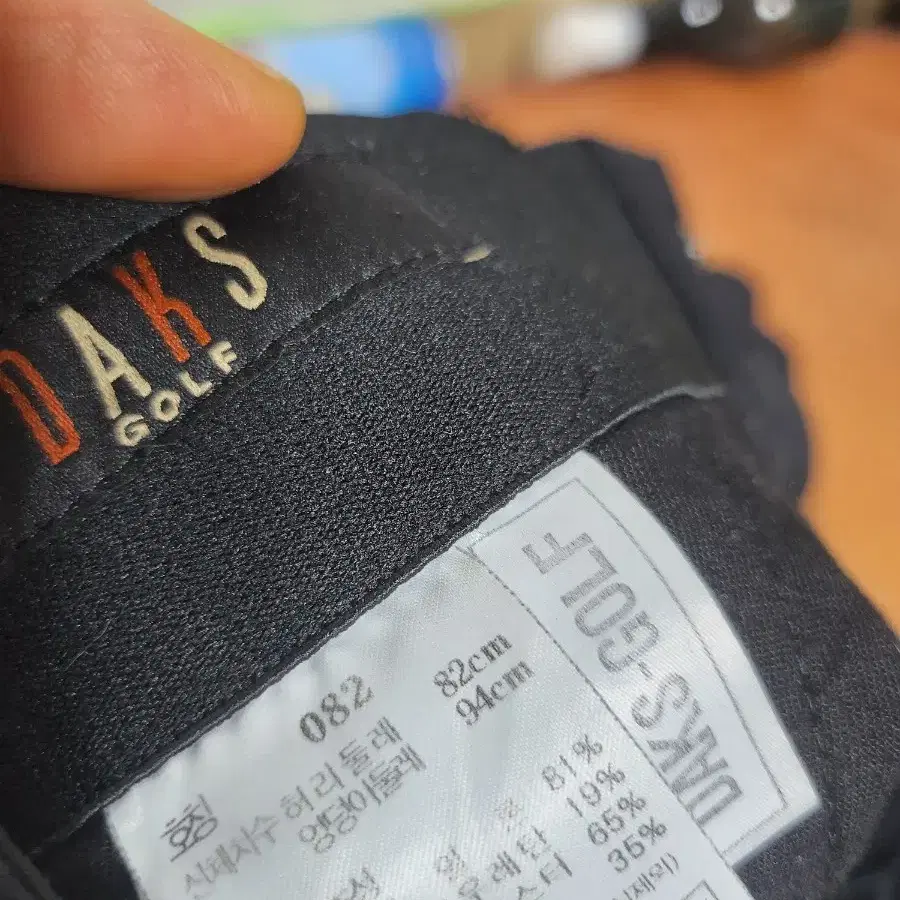 DAKS
GOLF
DAKS-GOLF
호칭 082
신체치수 허리둘레 82cm
엉덩이둘레 94cm
81%
19%
65%
35%